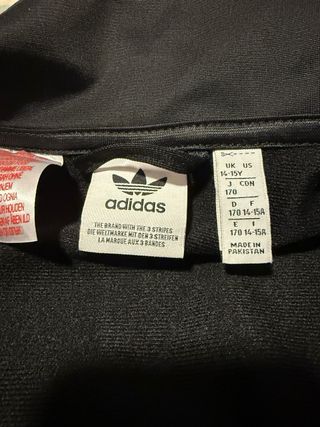 adidas
THE BRAND WITH THE 3 STRIPES
DIE WELTMARKE MIT DEN 3 STREIFEN
LA MARQUE AUX 3 BANDES
UK US
14-15Y
J CDN
170
D F
170 14-15A
E
170 14-15A
MADE IN
PAKISTAN